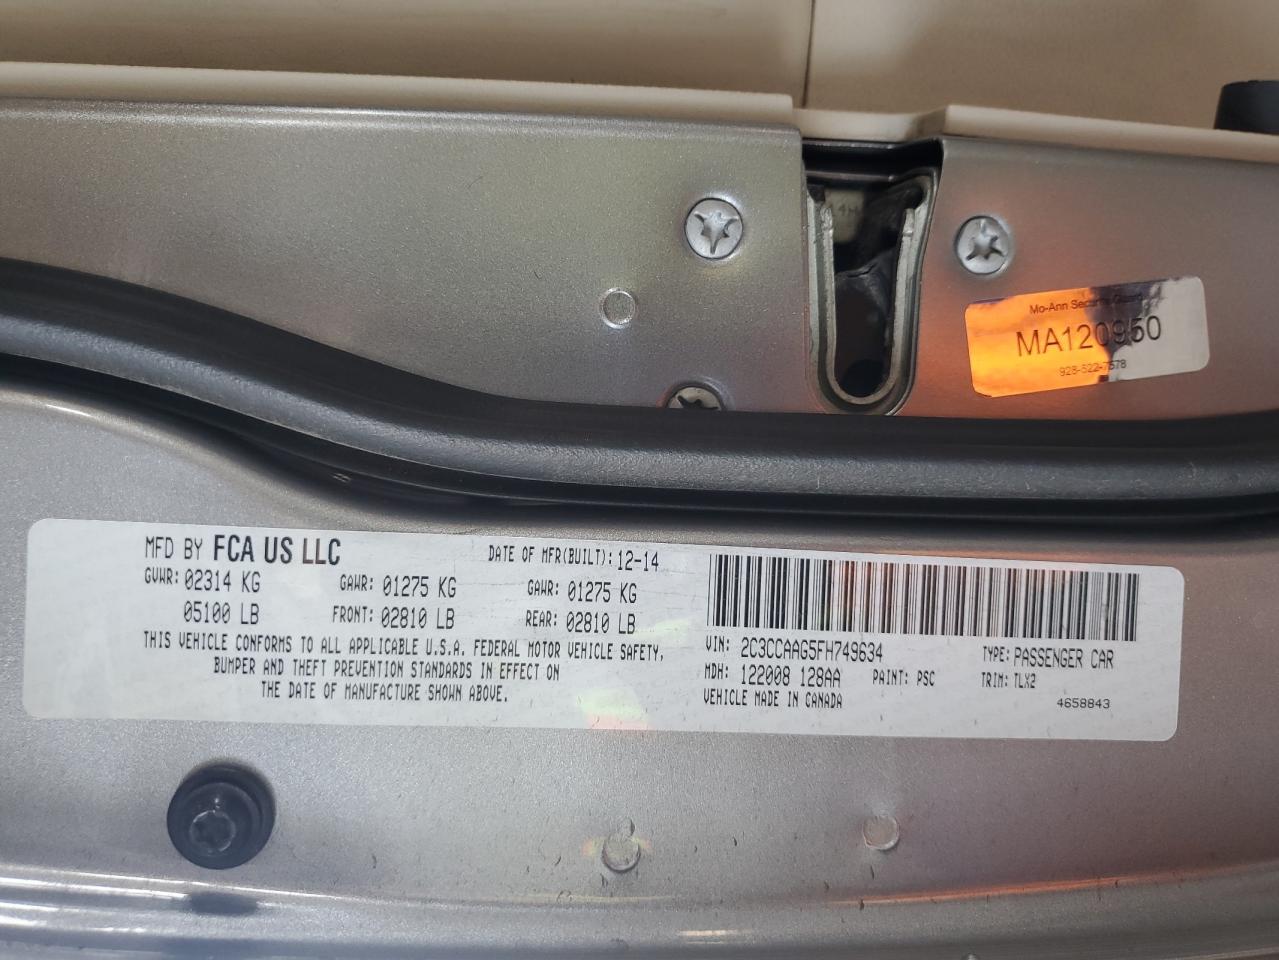 14H
Mo-Ann Security Guard
MA120950
928-522-7578
MFD BY FCA US LLC
DATE OF MFR(BUILT): 12-14
GVWR: 02314 KG GAWR: 01275 KG GAWR: 01275 KG
05100 LB FRONT: 02810 LB REAR: 02810 LB
THIS VEHICLE CONFORMS TO ALL APPLICABLE U.S.A. FEDERAL MOTOR VEHICLE SAFETY,
BUMPER AND THEFT PREVENTION STANDARDS IN EFFECT ON
THE DATE OF MANUFACTURE SHOWN ABOVE.
VIN: 2C3CCAAG5FH749634 TYPE: PASSENGER CAR
MDH: 122008 128AA PAINT: PSC TRIM: TLX2
VEHICLE MADE IN CANADA 4658843